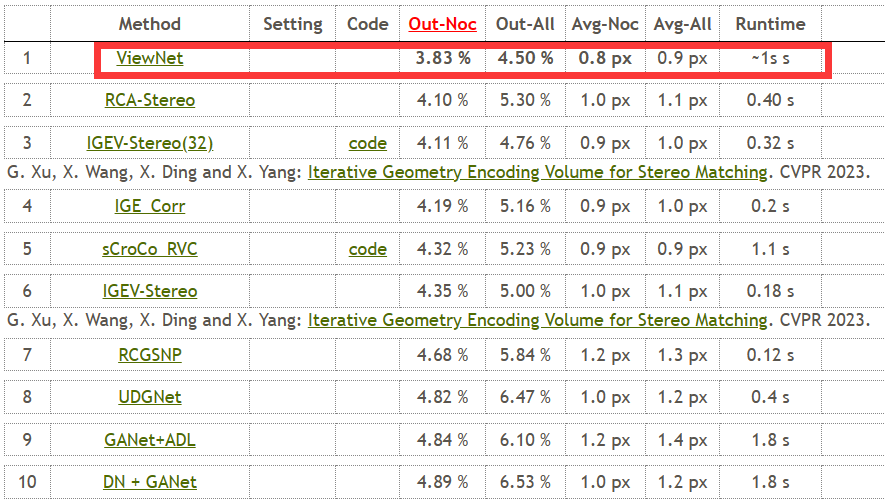 Method Setting Code Out-Noc Out-All Avg-Noc Avg-All Runtime
1 ViewNet 3.83 % 4.50 % 0.8 px 0.9 px ~1s s
2 RCA-Stereo 4.10 % 5.30 % 1.0 px 1.1 px 0.40 s
3 IGEV-Stereo(32) code 4.11 % 4.76 % 0.9 px 1.0 px 0.32 s
G. Xu, X. Wang, X. Ding and X. Yang: Iterative Geometry Encoding Volume for Stereo Matching. CVPR 2023.
4 IGE_Corr 4.19 % 5.16 % 0.9 px 1.0 px 0.2 s
5 sCroCo_RVC code 4.32 % 5.23 % 0.9 px 0.9 px 1.1 s
6 IGEV-Stereo 4.35 % 5.00 % 1.0 px 1.1 px 0.18 s
G. Xu, X. Wang, X. Ding and X. Yang: Iterative Geometry Encoding Volume for Stereo Matching. CVPR 2023.
7 RCGSNP 4.68 % 5.84 % 1.2 px 1.3 px 0.12 s
8 UDGNet 4.82 % 6.47 % 1.0 px 1.2 px 0.4 s
9 GANet+ADL 4.84 % 6.10 % 1.2 px 1.4 px 1.8 s
10 DN + GANet 4.89 % 6.53 % 1.0 px 1.2 px 1.8 s